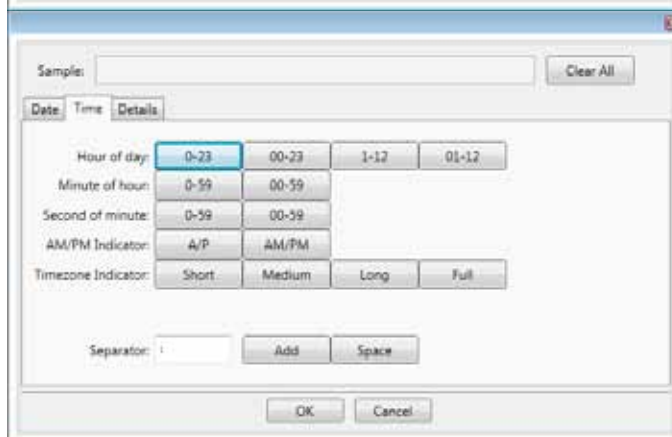 Sample: Clear All
Date Time Details
Hour of day: 0-23 00-23 1-12 01-12
Minute of hour: 0-59 00-59
Second of minute: 0-59 00-59
AM/PM Indicator: A/P AM/PM
Timezone Indicator: Short Medium Long Full
Separator: : Add Space
OK Cancel